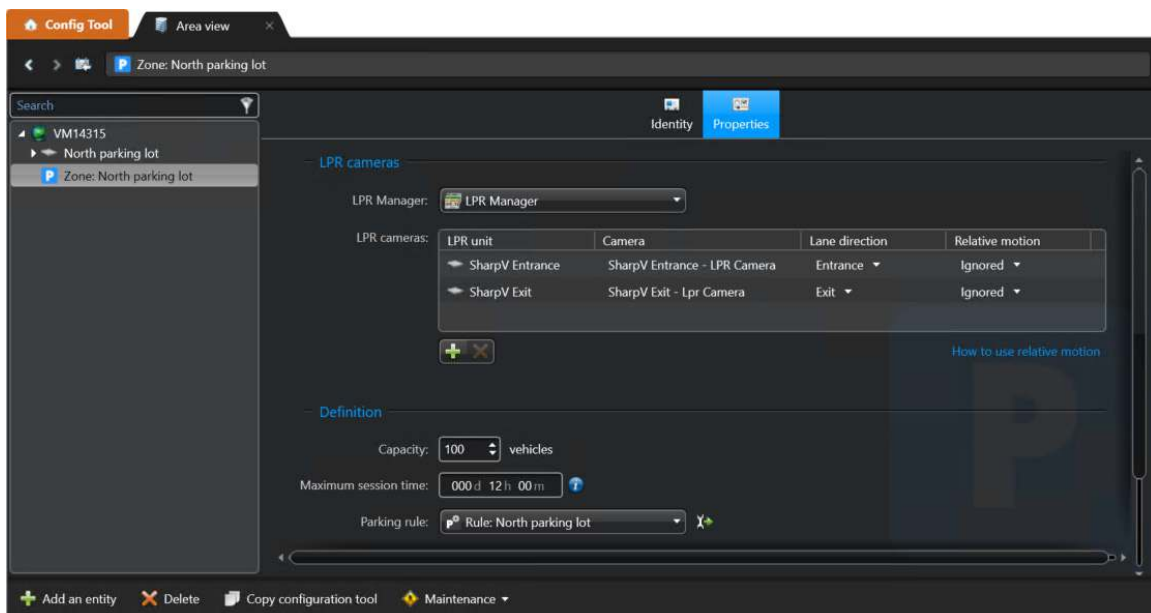 Config Tool
Area view
Zone: North parking lot
Search
Identity
Properties
VM14315
North parking lot
Zone: North parking lot
LPR cameras
LPR Manager: LPR Manager
LPR cameras:
LPR unit Camera Lane direction Relative motion
SharpV Entrance SharpV Entrance - LPR Camera Entrance Ignored
SharpV Exit SharpV Exit - Lpr Camera Exit Ignored
How to use relative motion
Definition
Capacity: 100 vehicles
Maximum session time: 000 d 12 h 00 m
Parking rule: Rule: North parking lot
Add an entity Delete Copy configuration tool Maintenance